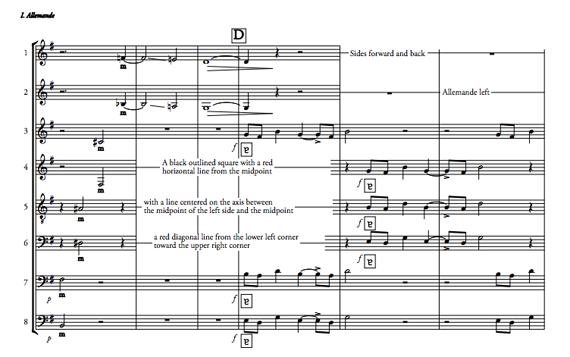 I. Allemande
D
1
Sides forward and back
m
2
Allemande left
m
3
m
f
ɐ
4
A black outlined square with a red
horizontal line from the midpoint
m
f
ɐ
5
with a line centered on the axis between
the midpoint of the left side and the midpoint
m
f
ɐ
6
a red diagonal line from the lower left corner
toward the upper right corner
m
f
ɐ
7
p
m
f
ɐ
8
p
m
f
ɐ